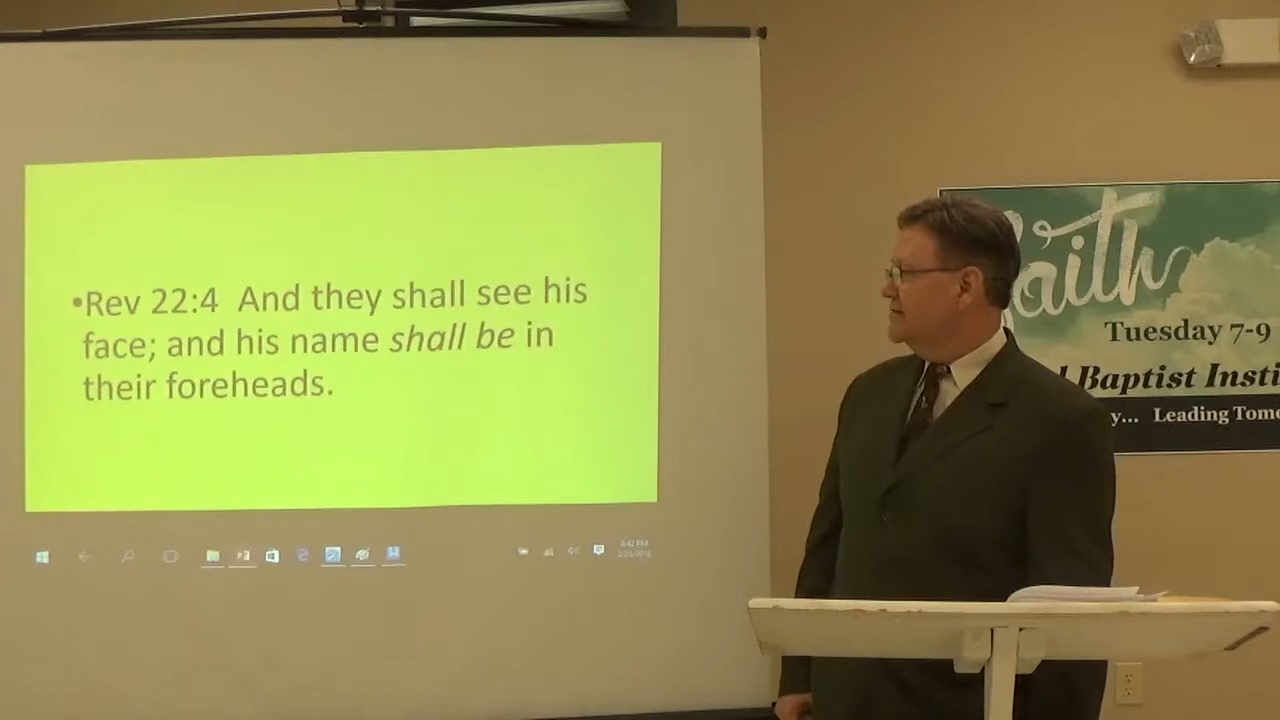 •Rev 22:4 And they shall see his
face; and his name shall be in
their foreheads.
faith
Tuesday 7-9
Baptist Insti
y... Leading Tomo